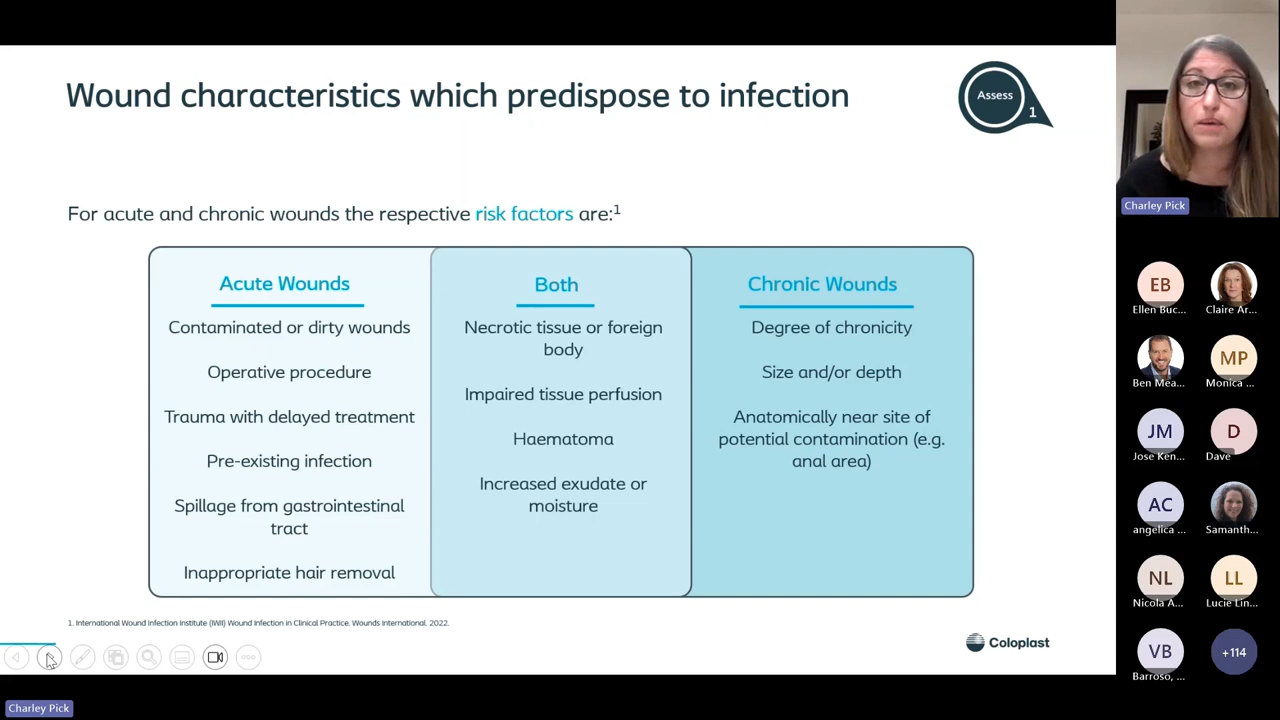 Wound characteristics which predispose to infection
Assess
1
For acute and chronic wounds the respective risk factors are:1
Acute Wounds
Contaminated or dirty wounds
Operative procedure
Trauma with delayed treatment
Pre-existing infection
Spillage from gastrointestinal
tract
Inappropriate hair removal
Both
Necrotic tissue or foreign
body
Impaired tissue perfusion
Haematoma
Increased exudate or
moisture
Chronic Wounds
Degree of chronicity
Size and/or depth
Anatomically near site of
potential contamination (e.g.
anal area)
1. International Wound Infection Institute (IWII) Wound Infection in Clinical Practice. Wounds International. 2022.
Coloplast
Charley Pick
Charley Pick
EB
Ellen Buc...
Claire Ar...
Ben Mea...
MP
Monica ...
JM
Jose Ken...
D
Dave
AC
angelica ...
Samanth...
NL
Nicola A...
LL
Lucie Lin...
VB
Barroso, ...
+114